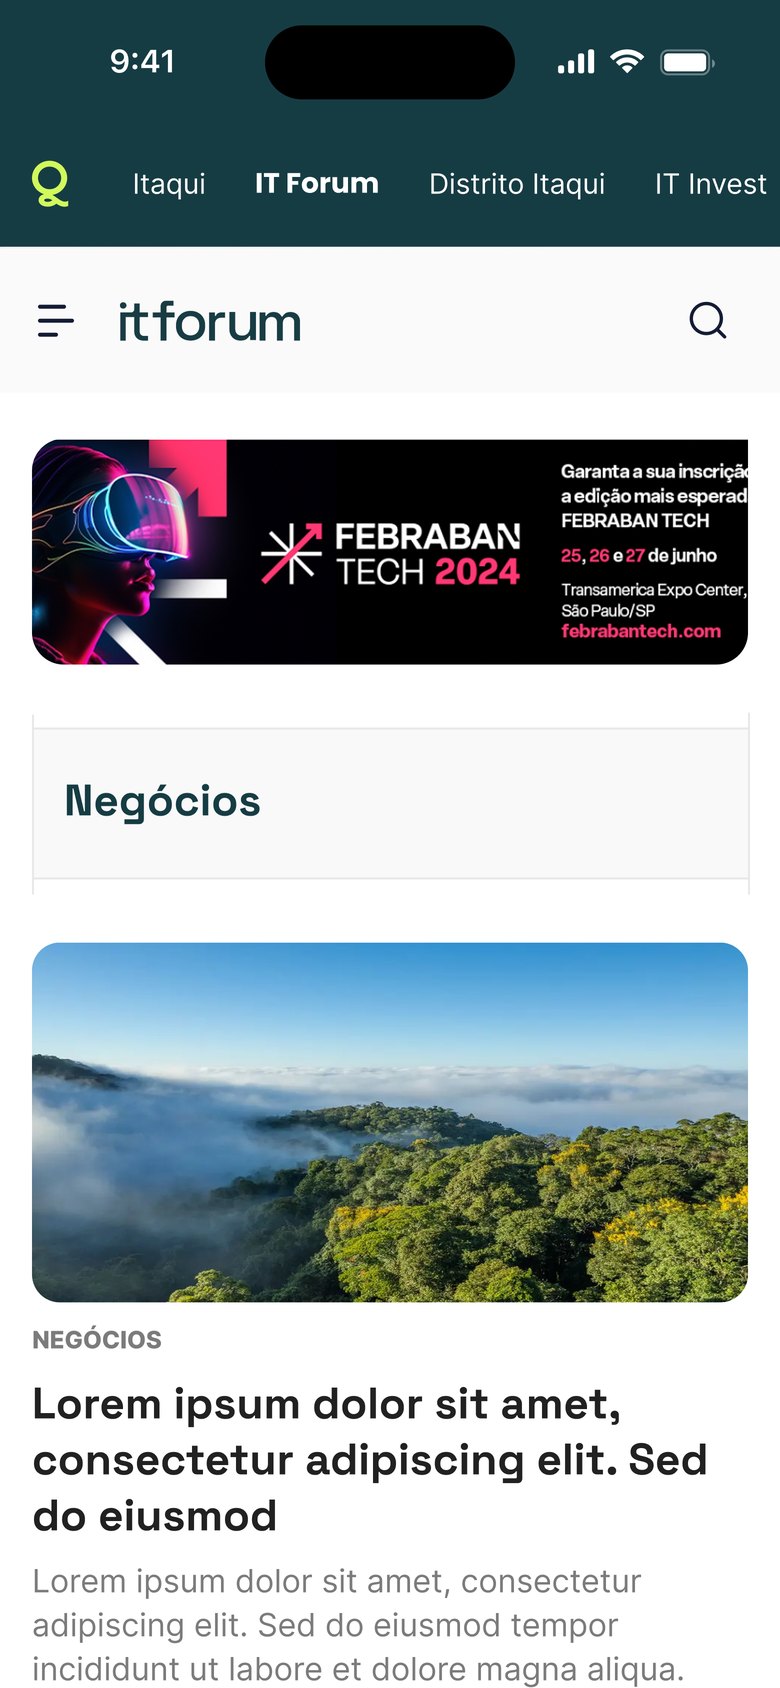 9:41
Itaqui IT Forum Distrito Itaqui IT Invest
itforum
FEBRABAN
TECH 2024
Garanta a sua inscriçã
a edição mais esperad
FEBRABAN TECH
25, 26 e 27 de junho
Transamerica Expo Center,
São Paulo/SP
febrabantech.com
Negócios
NEGÓCIOS
Lorem ipsum dolor sit amet,
consectetur adipiscing elit. Sed
do eiusmod
Lorem ipsum dolor sit amet, consectetur
adipiscing elit. Sed do eiusmod tempor
incididunt ut labore et dolore magna aliqua.